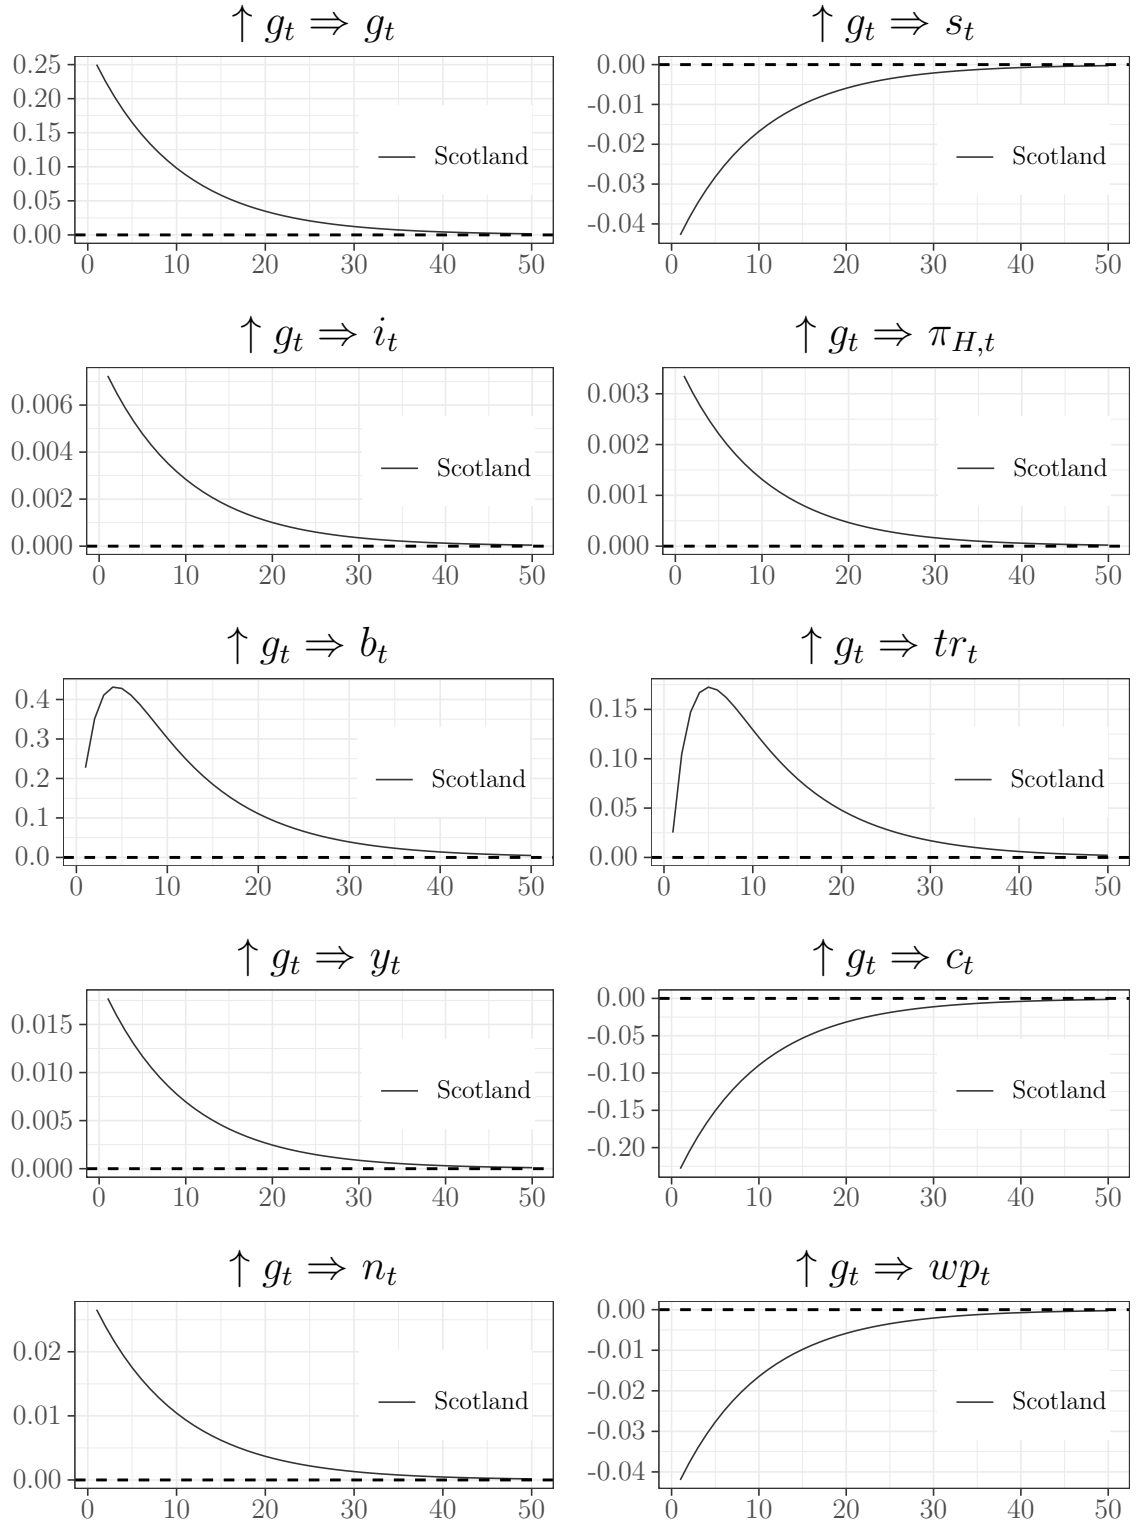 ↑ g_t ⇒ g_t
0.25
0.20
0.15
0.10
0.05
0.00
Scotland
0 10 20 30 40 50
↑ g_t ⇒ s_t
0.00
-0.01
-0.02
-0.03
-0.04
Scotland
0 10 20 30 40 50
↑ g_t ⇒ i_t
0.006
0.004
0.002
0.000
Scotland
0 10 20 30 40 50
↑ g_t ⇒ π_{H,t}
0.003
0.002
0.001
0.000
Scotland
0 10 20 30 40 50
↑ g_t ⇒ b_t
0.4
0.3
0.2
0.1
0.0
Scotland
0 10 20 30 40 50
↑ g_t ⇒ tr_t
0.15
0.10
0.05
0.00
Scotland
0 10 20 30 40 50
↑ g_t ⇒ y_t
0.015
0.010
0.005
0.000
Scotland
0 10 20 30 40 50
↑ g_t ⇒ c_t
0.00
-0.05
-0.10
-0.15
-0.20
Scotland
0 10 20 30 40 50
↑ g_t ⇒ n_t
0.02
0.01
0.00
Scotland
0 10 20 30 40 50
↑ g_t ⇒ wp_t
0.00
-0.01
-0.02
-0.03
-0.04
Scotland
0 10 20 30 40 50